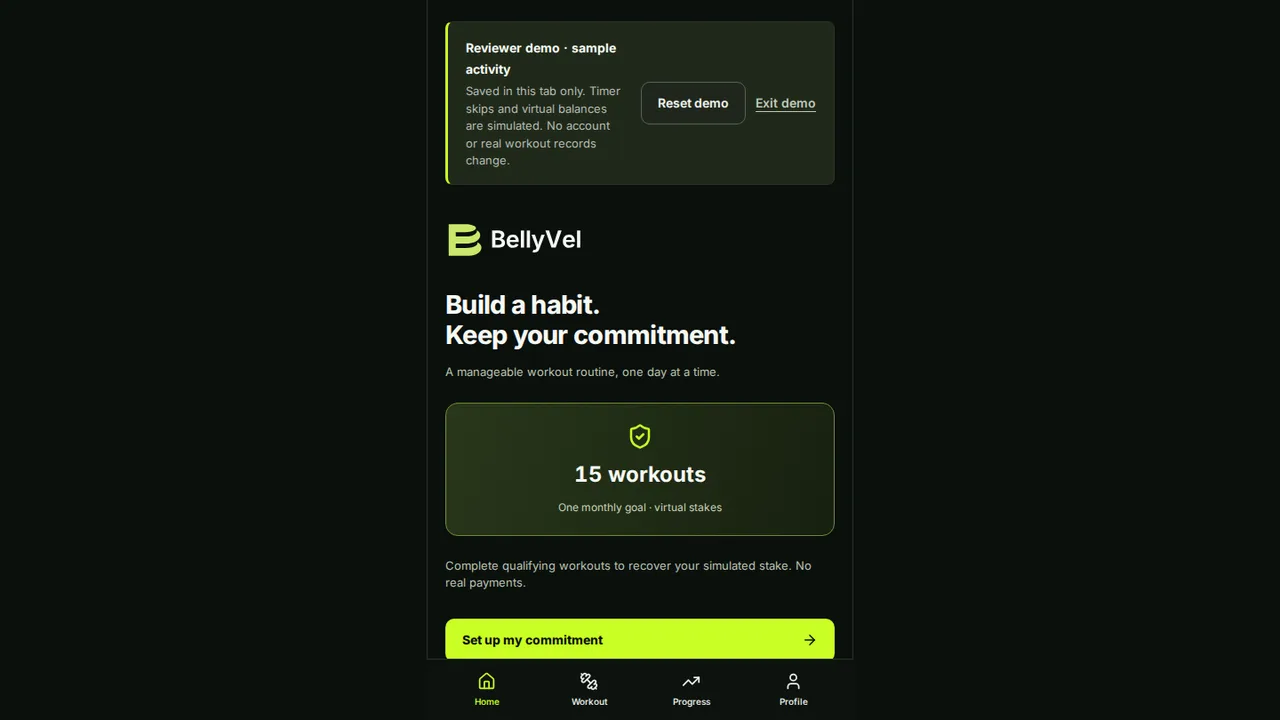 Reviewer demo · sample
activity
Saved in this tab only. Timer
skips and virtual balances
are simulated. No account
or real workout records
change.
Reset demo
Exit demo
BellyVel
Build a habit.
Keep your commitment.
A manageable workout routine, one day at a time.
15 workouts
One monthly goal · virtual stakes
Complete qualifying workouts to recover your simulated stake. No
real payments.
Set up my commitment
Home
Workout
Progress
Profile